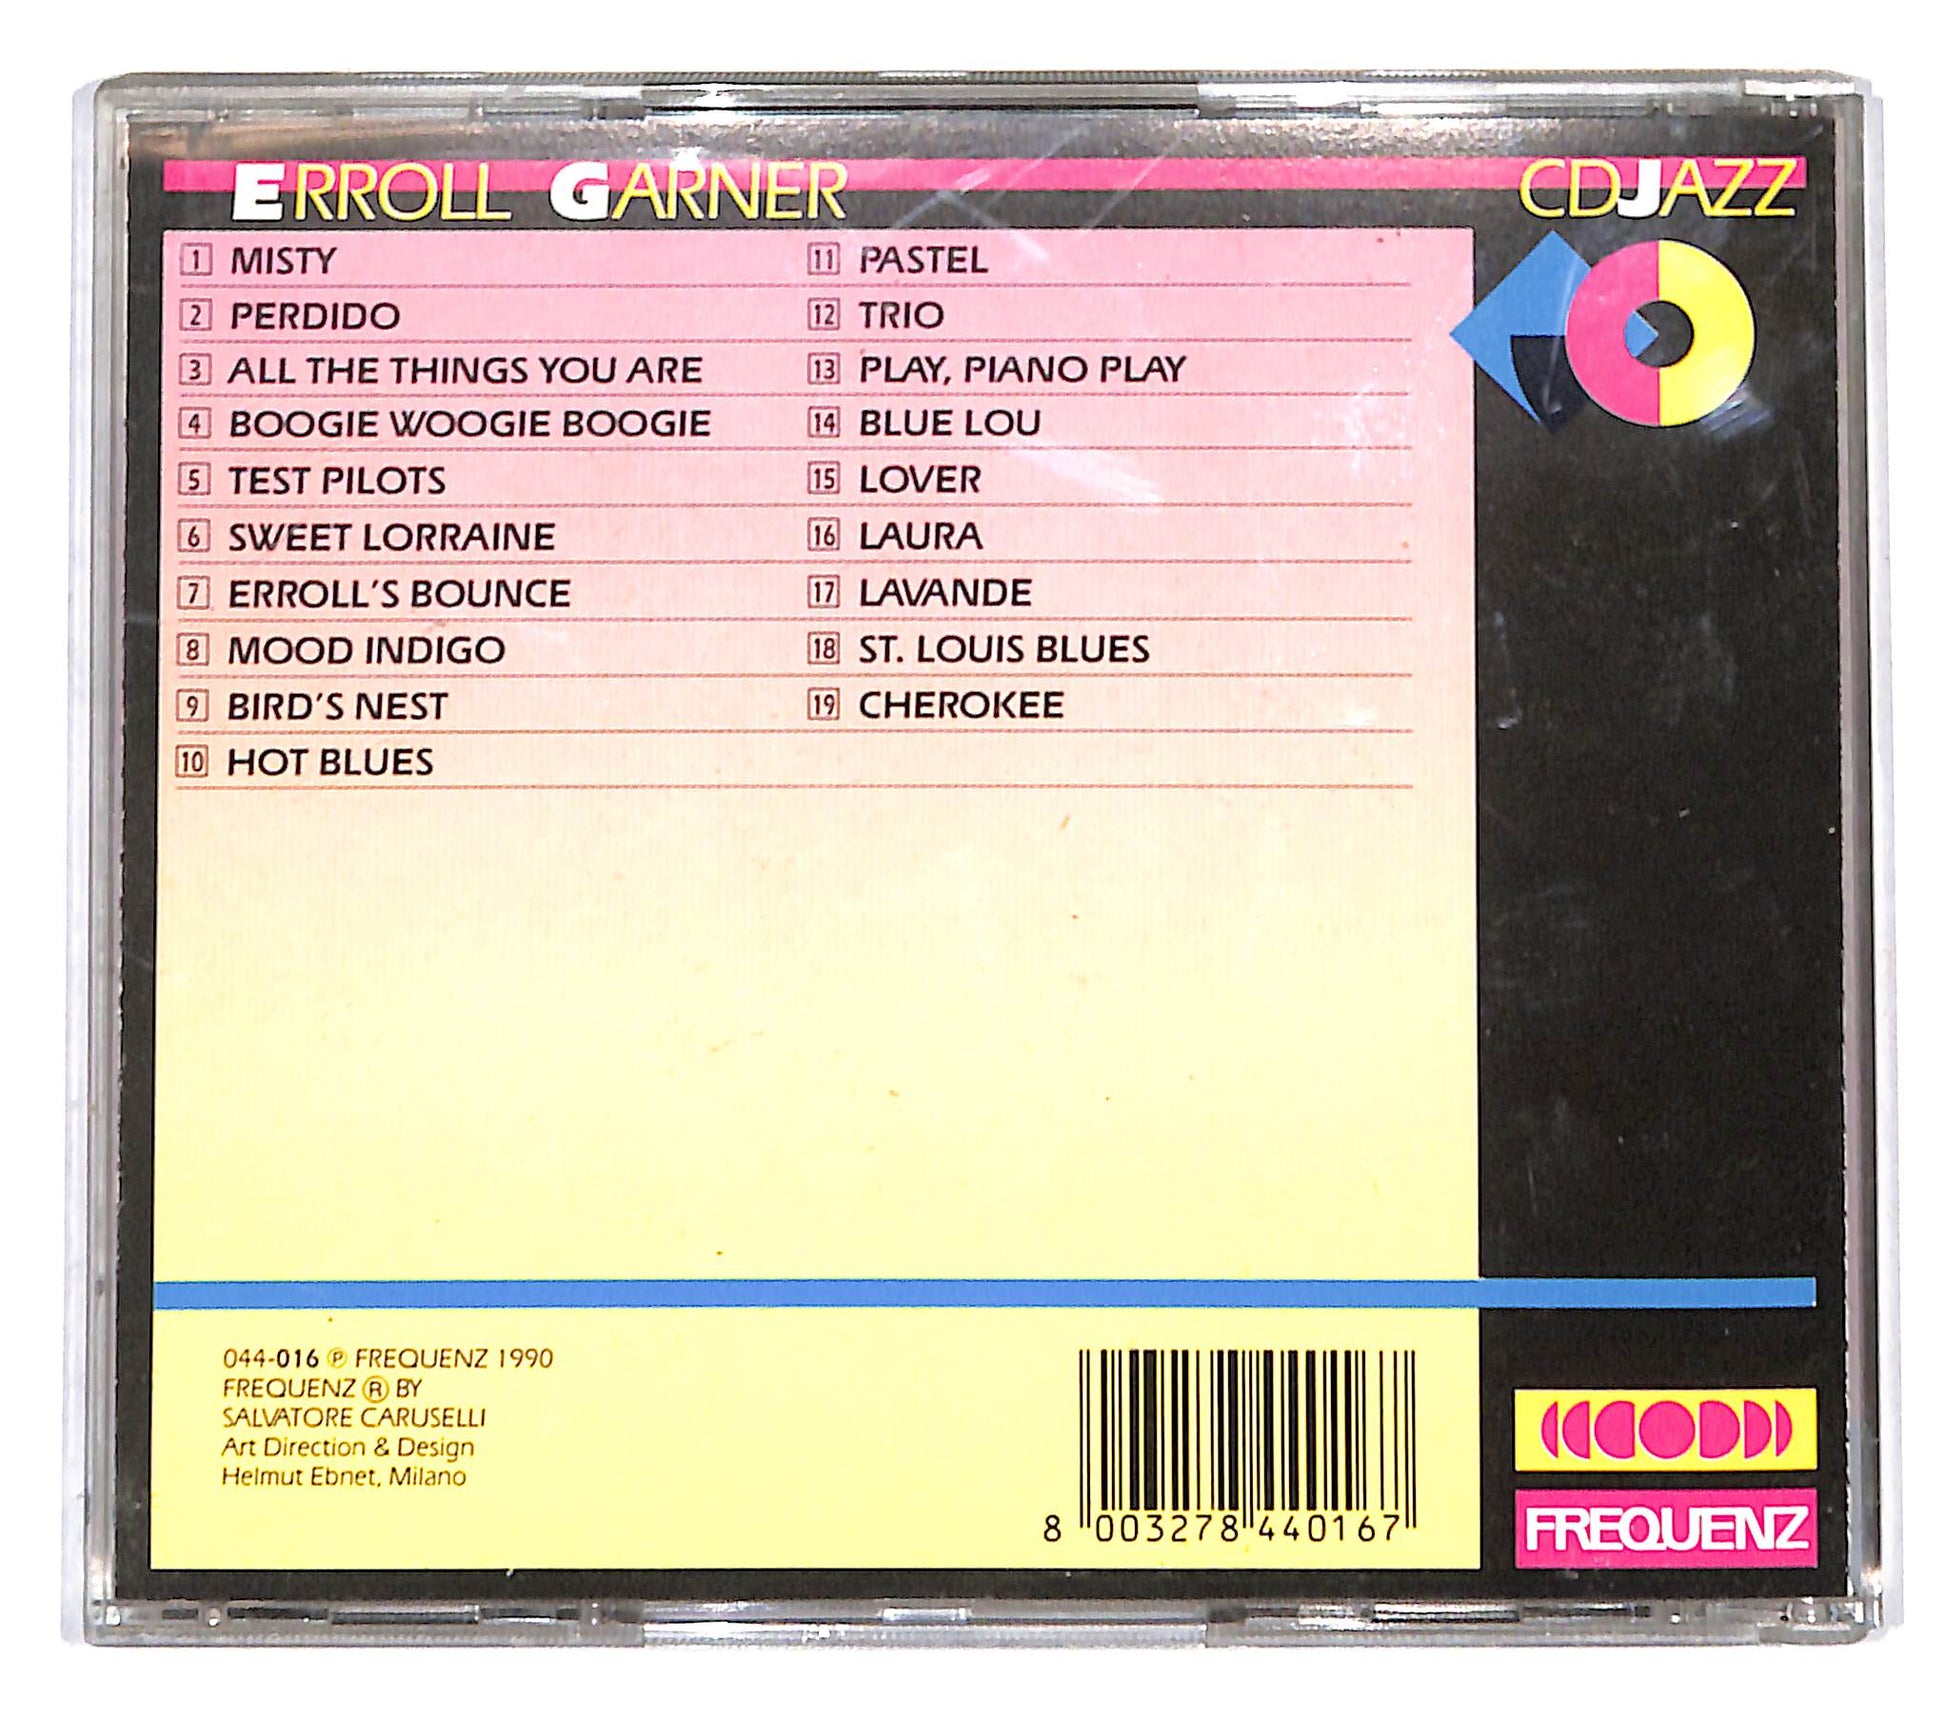 ERROLL GARNER
CDJAZZ
1 MISTY
2 PERDIDO
3 ALL THE THINGS YOU ARE
4 BOOGIE WOOGIE BOOGIE
5 TEST PILOTS
6 SWEET LORRAINE
7 ERROLL'S BOUNCE
8 MOOD INDIGO
9 BIRD'S NEST
10 HOT BLUES
11 PASTEL
12 TRIO
13 PLAY, PIANO PLAY
14 BLUE LOU
15 LOVER
16 LAURA
17 LAVANDE
18 ST. LOUIS BLUES
19 CHEROKEE
044-016 ℗ FREQUENZ 1990
FREQUENZ ® BY
SALVATORE CARUSELLI
Art Direction & Design
Helmut Ebnet, Milano
8 003278 440167
FREQUENZ